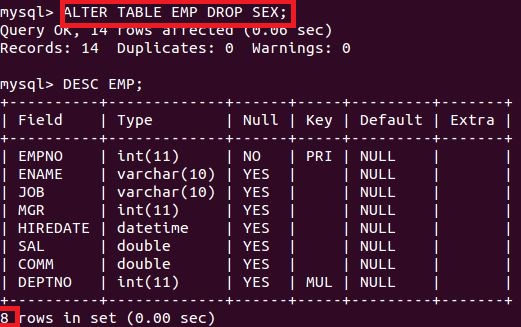 mysql> ALTER TABLE EMP DROP SEX;
Query OK, 14 rows affected (0.06 sec)
Records: 14  Duplicates: 0  Warnings: 0
mysql> DESC EMP;
+----------+-------------+------+-----+---------+-------+
| Field    | Type        | Null | Key | Default | Extra |
+----------+-------------+------+-----+---------+-------+
| EMPNO    | int(11)     | NO   | PRI | NULL    |       |
| ENAME    | varchar(10) | YES  |     | NULL    |       |
| JOB      | varchar(10) | YES  |     | NULL    |       |
| MGR      | int(11)     | YES  |     | NULL    |       |
| HIREDATE | datetime    | YES  |     | NULL    |       |
| SAL      | double      | YES  |     | NULL    |       |
| COMM     | double      | YES  |     | NULL    |       |
| DEPTNO   | int(11)     | YES  | MUL | NULL    |       |
+----------+-------------+------+-----+---------+-------+
8 rows in set (0.00 sec)